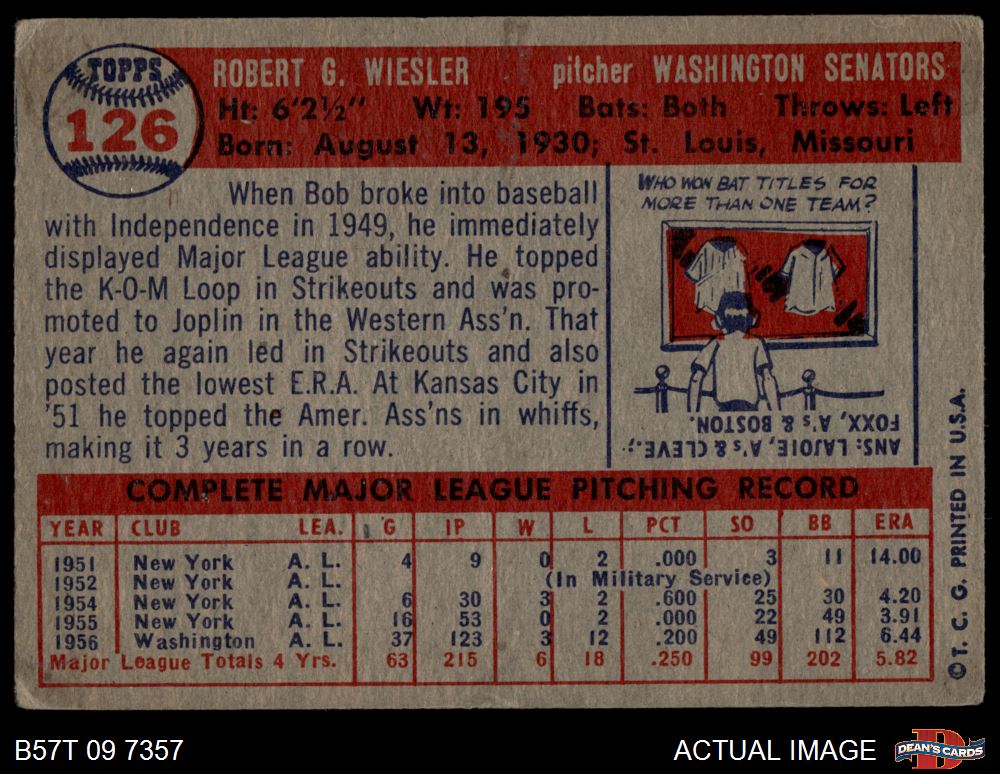 TOPPS
126
ROBERT G. WIESLER pitcher WASHINGTON SENATORS
Ht: 6'2½" Wt: 195 Bats: Both Throws: Left
Born: August 13, 1930; St. Louis, Missouri
When Bob broke into baseball
with Independence in 1949, he immediately
displayed Major League ability. He topped
the K-O-M Loop in Strikeouts and was pro-
moted to Joplin in the Western Ass'n. That
year he again led in Strikeouts and also
posted the lowest E.R.A. At Kansas City in
'51 he topped the Amer. Ass'ns in whiffs,
making it 3 years in a row.
WHO WON BAT TITLES FOR
MORE THAN ONE TEAM?
ANS: LAJOIE, A's & CLEVE.;
FOXX, A's & BOSTON.
COMPLETE MAJOR LEAGUE PITCHING RECORD
YEAR CLUB LEA. G IP W L PCT SO BB ERA
1951 New York A. L. 4 9 0 2 .000 3 11 14.00
1952 (In Military Service)
1954 New York A. L. 6 30 3 2 .600 25 30 4.20
1955 New York A. L. 16 53 0 2 .000 22 49 3.91
1956 Washington A. L. 37 123 3 12 .200 49 112 6.44
Major League Totals 4 Yrs. 63 215 6 18 .250 99 202 5.82
© T. C. G. PRINTED IN U.S.A.
B57T 09 7357
ACTUAL IMAGE
DEAN'S CARDS